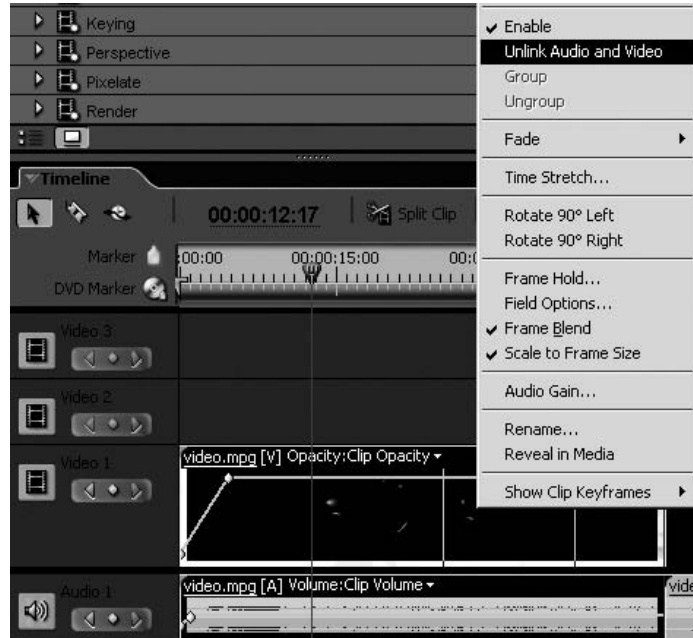 Keying
Perspective
Pixelate
Render
Timeline
00:00:12:17
Split Clip
Marker
:00:00
00:00:15:00
00:0
DVD Marker
Video 3
Video 2
Video 1
video.mpg [V] Opacity:Clip Opacity
Audio 1
video.mpg [A] Volume:Clip Volume
vide
Enable
Unlink Audio and Video
Group
Ungroup
Fade
Time Stretch...
Rotate 90° Left
Rotate 90° Right
Frame Hold...
Field Options...
Frame Blend
Scale to Frame Size
Audio Gain...
Rename...
Reveal in Media
Show Clip Keyframes